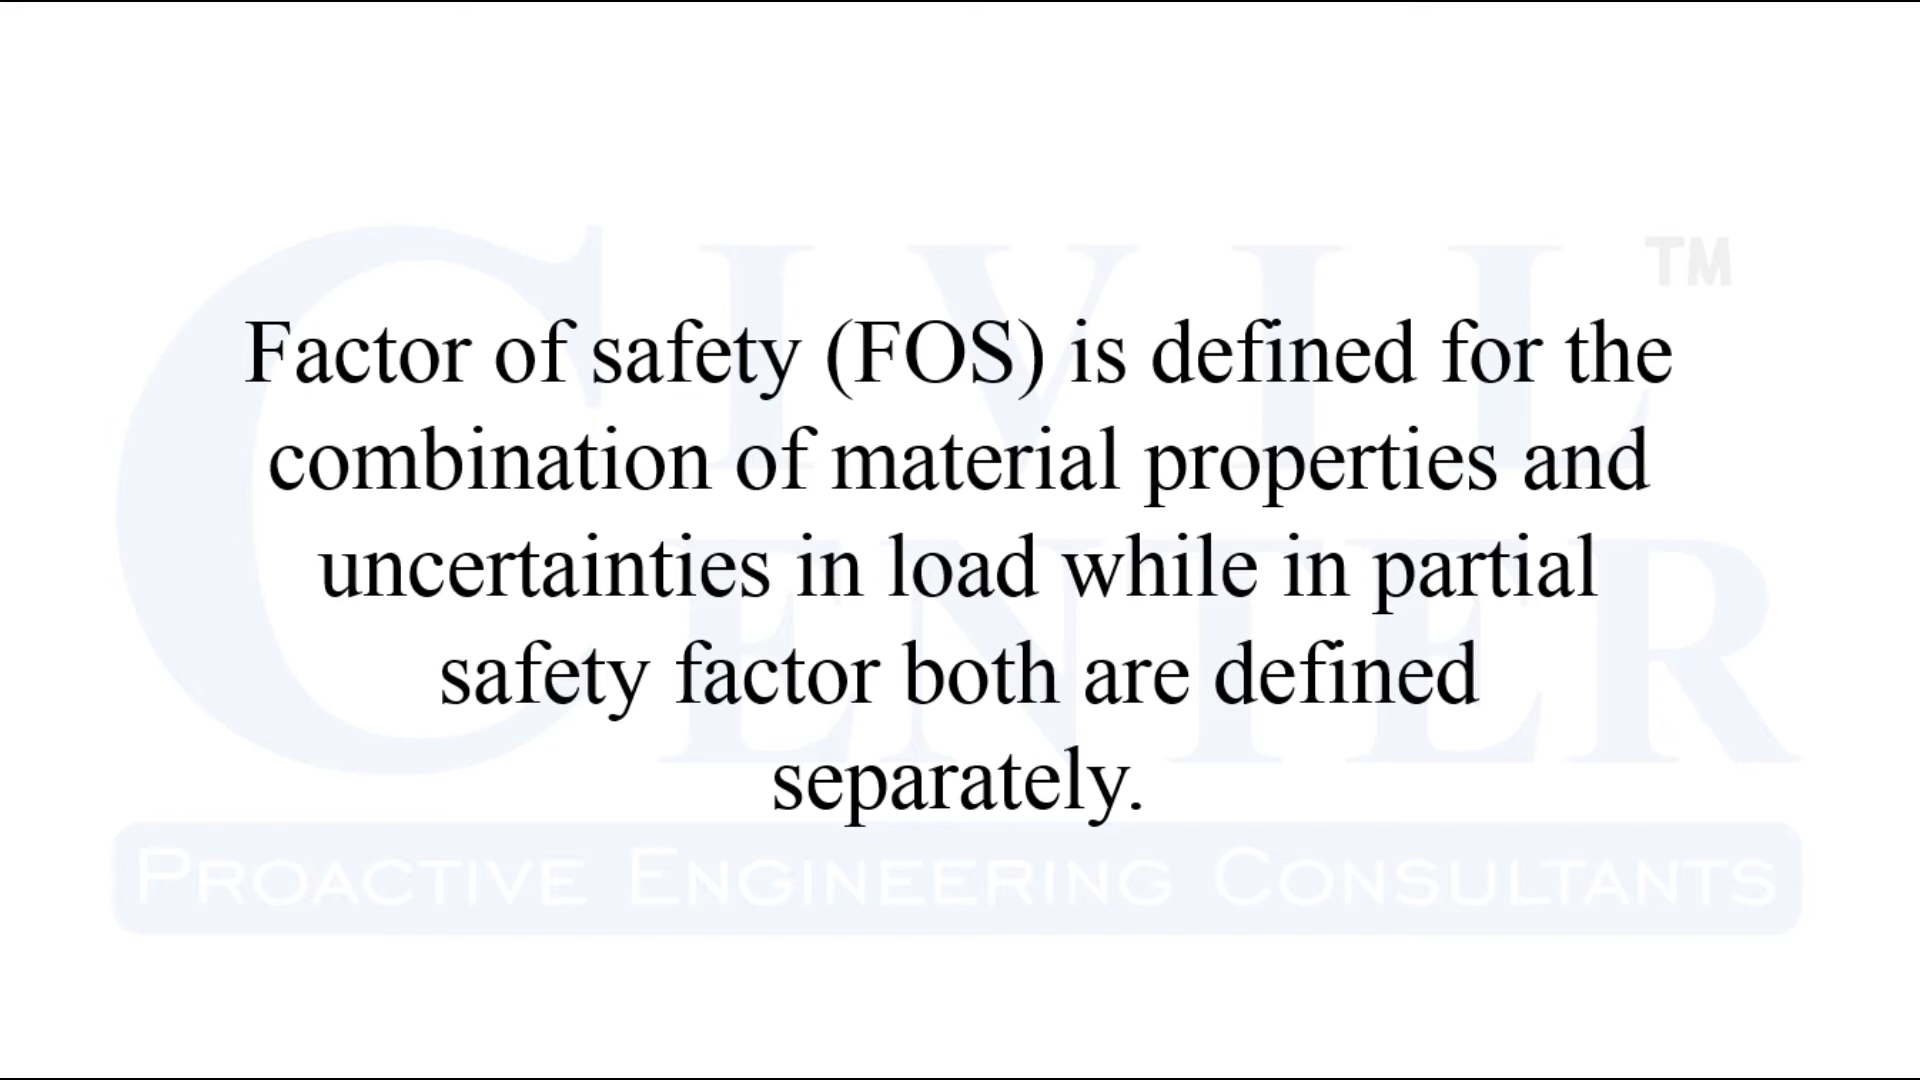 CIVIL TM
Factor of safety (FOS) is defined for the
combination of material properties and
uncertainties in load while in partial
safety factor both are defined
separately.
CENTER
PROACTIVE ENGINEERING CONSULTANTS